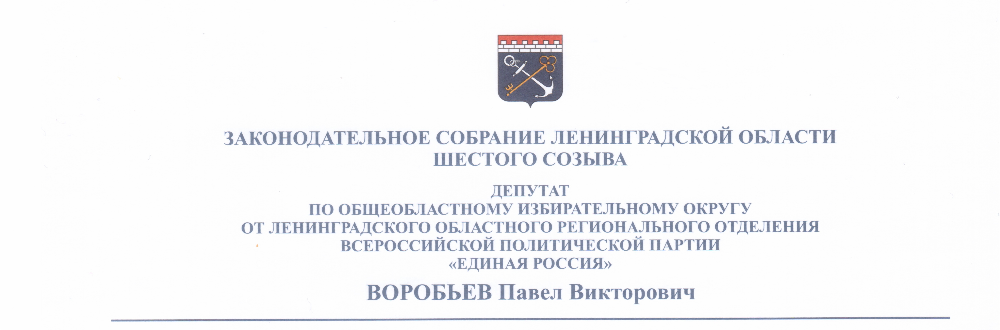 ЗАКОНОДАТЕЛЬНОЕ СОБРАНИЕ ЛЕНИНГРАДСКОЙ ОБЛАСТИ
ШЕСТОГО СОЗЫВА
ДЕПУТАТ
ПО ОБЩЕОБЛАСТНОМУ ИЗБИРАТЕЛЬНОМУ ОКРУГУ
ОТ ЛЕНИНГРАДСКОГО ОБЛАСТНОГО РЕГИОНАЛЬНОГО ОТДЕЛЕНИЯ
ВСЕРОССИЙСКОЙ ПОЛИТИЧЕСКОЙ ПАРТИИ
«ЕДИНАЯ РОССИЯ»
ВОРОБЬЕВ Павел Викторович